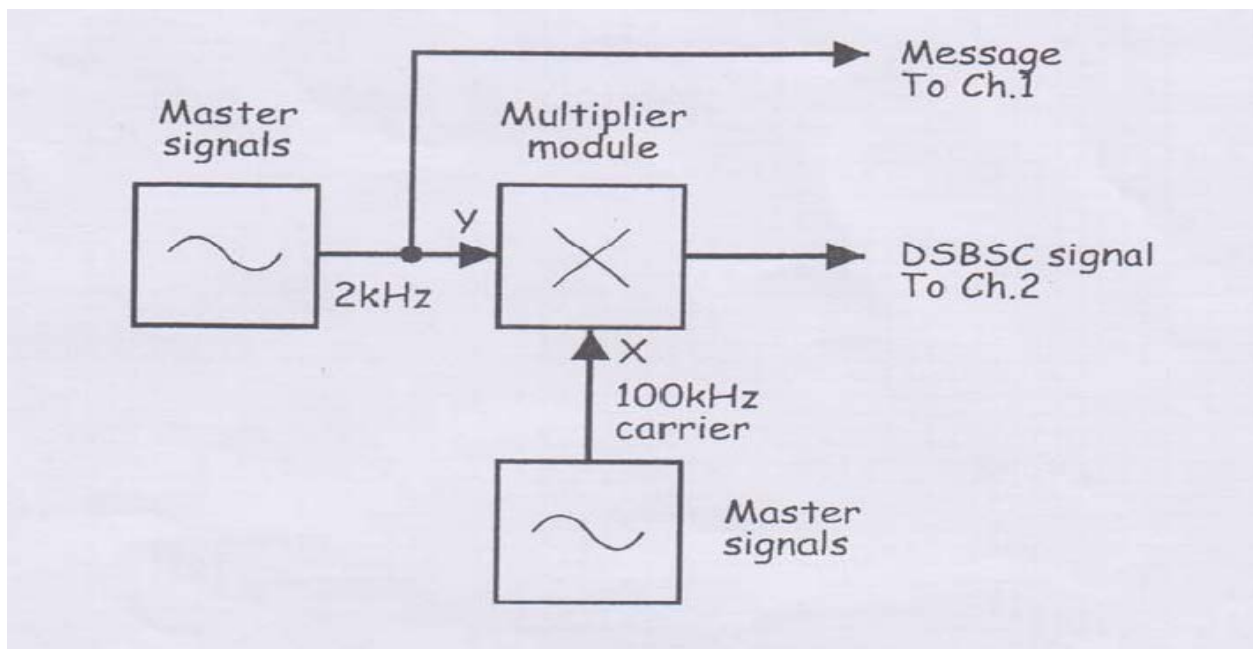 Message
To Ch.1
Master
signals
Multiplier
module
Y
2kHz
DSBSC signal
To Ch.2
X
100kHz
carrier
Master
signals